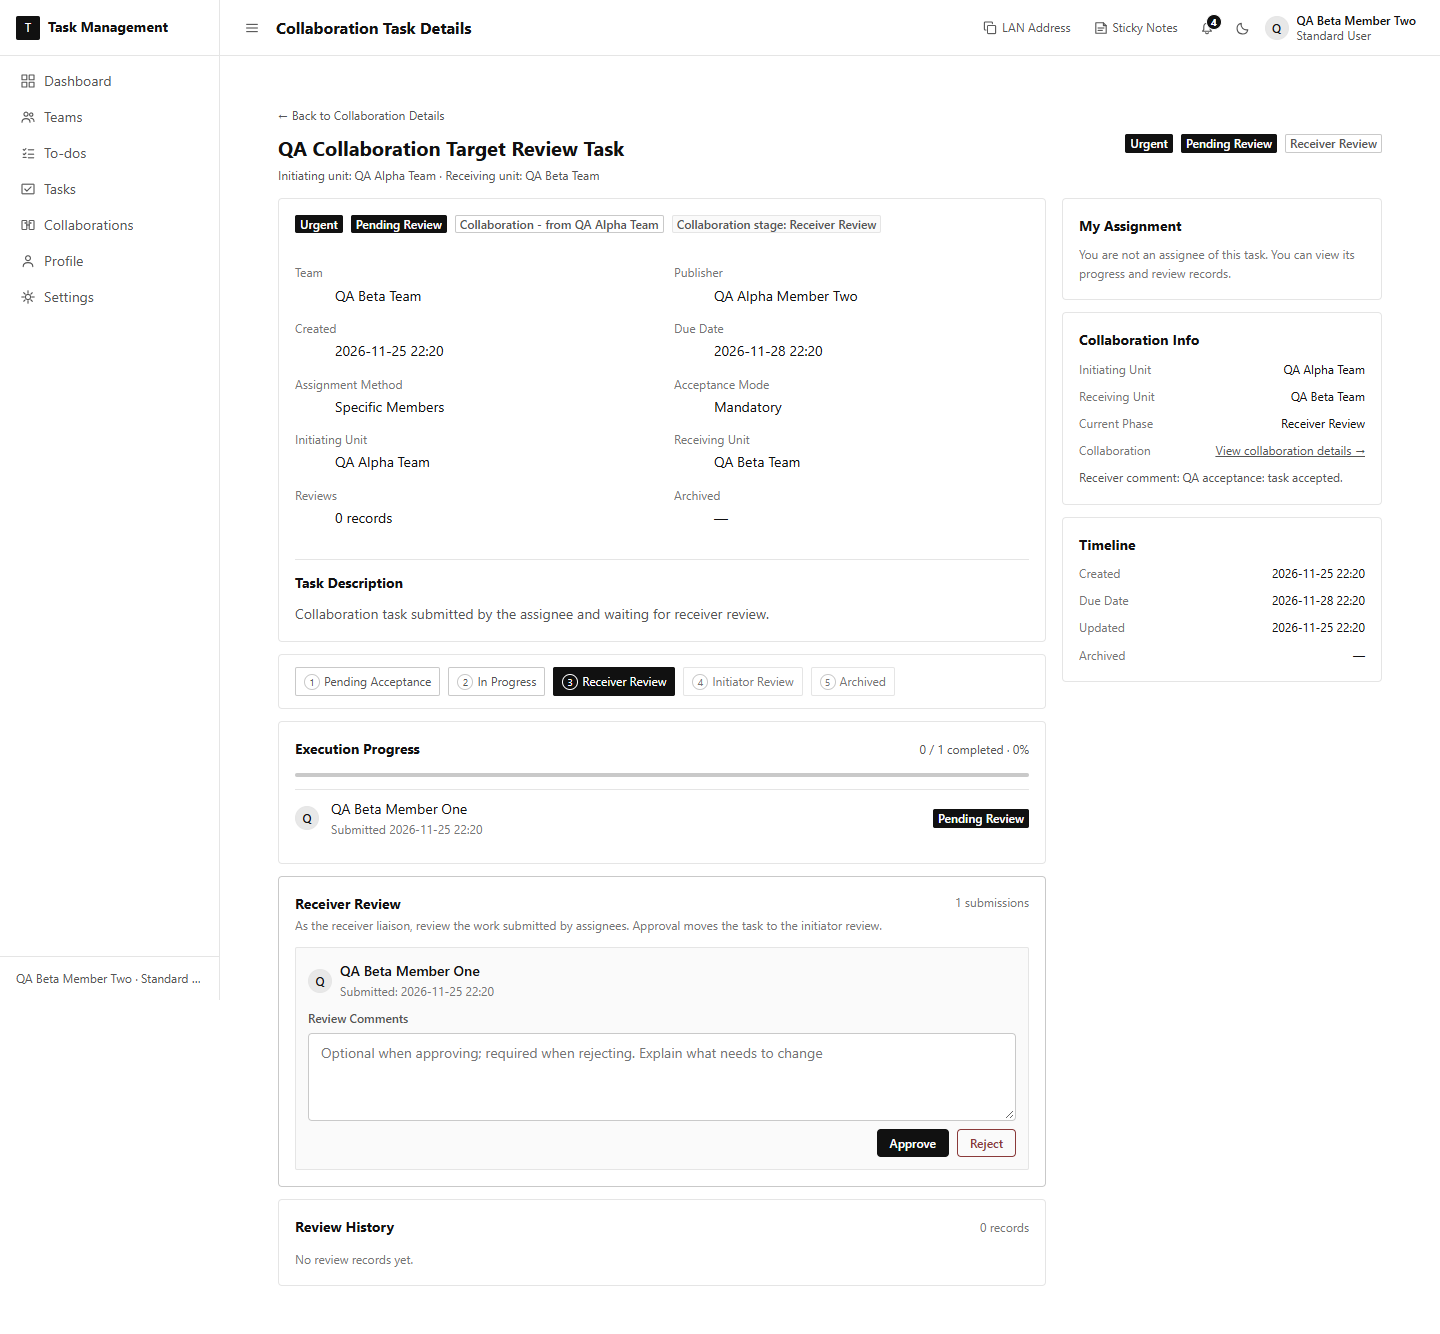 T Task Management
Dashboard
Teams
To-dos
Tasks
Collaborations
Profile
Settings
QA Beta Member Two · Standard ...
Collaboration Task Details
LAN Address
Sticky Notes
4
Q
QA Beta Member Two
Standard User
← Back to Collaboration Details
QA Collaboration Target Review Task
Initiating unit: QA Alpha Team · Receiving unit: QA Beta Team
Urgent Pending Review Receiver Review
Urgent Pending Review Collaboration - from QA Alpha Team Collaboration stage: Receiver Review
Team
QA Beta Team
Publisher
QA Alpha Member Two
Created
2026-11-25 22:20
Due Date
2026-11-28 22:20
Assignment Method
Specific Members
Acceptance Mode
Mandatory
Initiating Unit
QA Alpha Team
Receiving Unit
QA Beta Team
Reviews
0 records
Archived
—
Task Description
Collaboration task submitted by the assignee and waiting for receiver review.
1 Pending Acceptance 2 In Progress 3 Receiver Review 4 Initiator Review 5 Archived
Execution Progress 0 / 1 completed · 0%
Q
QA Beta Member One
Submitted 2026-11-25 22:20
Pending Review
Receiver Review 1 submissions
As the receiver liaison, review the work submitted by assignees. Approval moves the task to the initiator review.
Q
QA Beta Member One
Submitted: 2026-11-25 22:20
Review Comments
Optional when approving; required when rejecting. Explain what needs to change
Approve Reject
Review History 0 records
No review records yet.
My Assignment
You are not an assignee of this task. You can view its
progress and review records.
Collaboration Info
Initiating Unit QA Alpha Team
Receiving Unit QA Beta Team
Current Phase Receiver Review
Collaboration View collaboration details →
Receiver comment: QA acceptance: task accepted.
Timeline
Created 2026-11-25 22:20
Due Date 2026-11-28 22:20
Updated 2026-11-25 22:20
Archived —